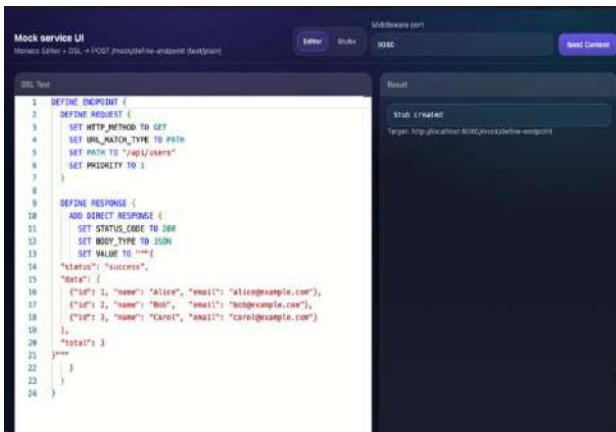 Middleware port
Mock service UI
Monaco Editor + DSL → POST /mock/define-endpoint (text/plain)
Editor
Stubs
8080
Send Content
DSL Text
Result
1 DEFINE ENDPOINT {
2 DEFINE REQUEST {
3 SET HTTP_METHOD TO GET
4 SET URL_MATCH_TYPE TO PATH
5 SET PATH TO "/api/users"
6 SET PRIORITY TO 1
7 }
8
9 DEFINE RESPONSE {
10 ADD DIRECT RESPONSE {
11 SET STATUS_CODE TO 200
12 SET BODY_TYPE TO JSON
13 SET VALUE TO """{
14 "status": "success",
15 "data": [
16 {"id": 1, "name": "Alice", "email": "alice@example.com"},
17 {"id": 2, "name": "Bob", "email": "bob@example.com"},
18 {"id": 3, "name": "Carol", "email": "carol@example.com"}
19 ],
20 "total": 3
21 }"""
22 }
23 }
24 }
Stub created
Target: http://localhost:8080/mock/define-endpoint